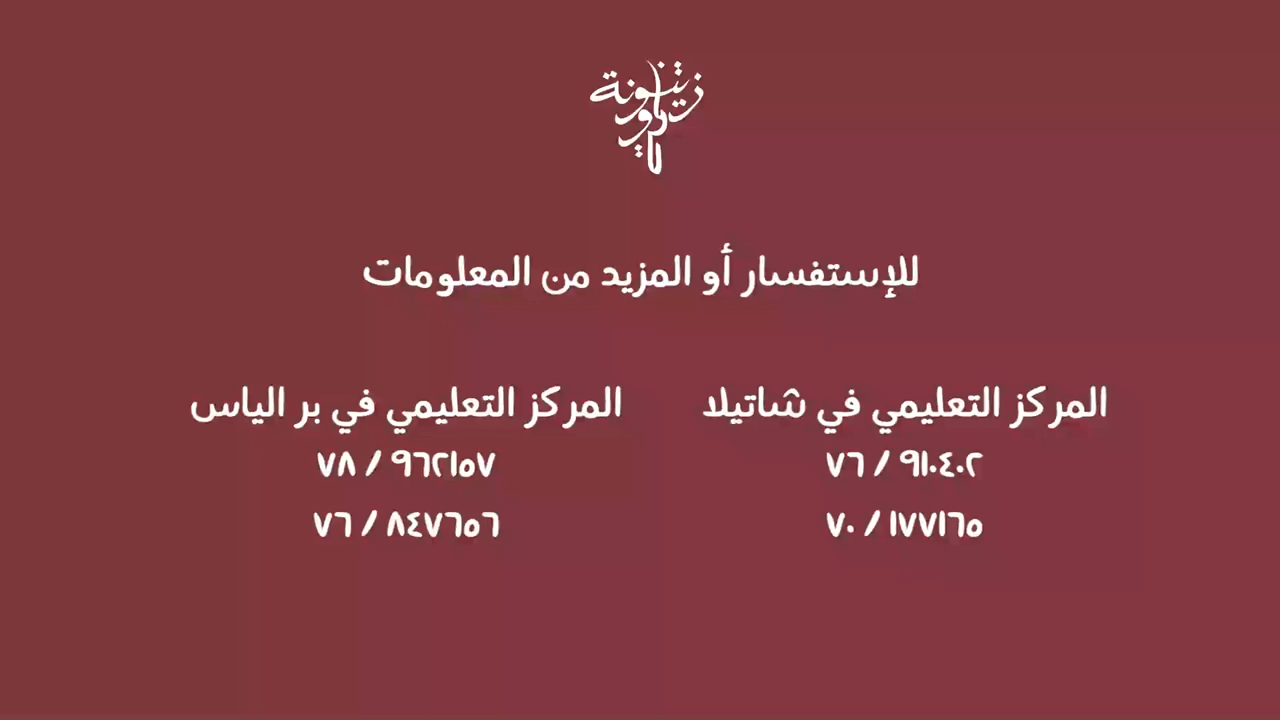 زيتونة
للإستفسار أو المزيد من المعلومات
المركز التعليمي في شاتيلا
٧٦ / ٩١٠٤٠٢
٧٠ / ١٧٧١٦٥
المركز التعليمي في بر الياس
٧٨ / ٩٦٢١٥٧
٧٦ / ٨٤٧٦٥٦